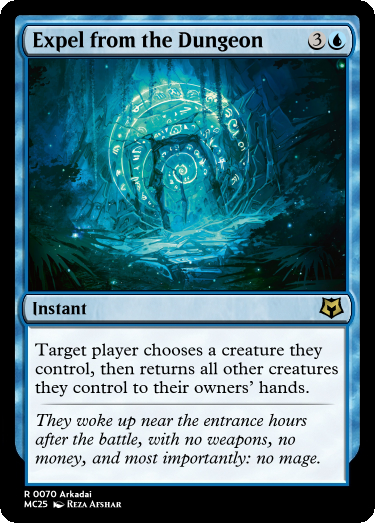 Expel from the Dungeon 3
Instant
Target player chooses a creature they
control, then returns all other creatures
they control to their owners' hands.
They woke up near the entrance hours
after the battle, with no weapons, no
money, and most importantly: no mage.
R 0070 Arkadai
MC25 Reza Afshar